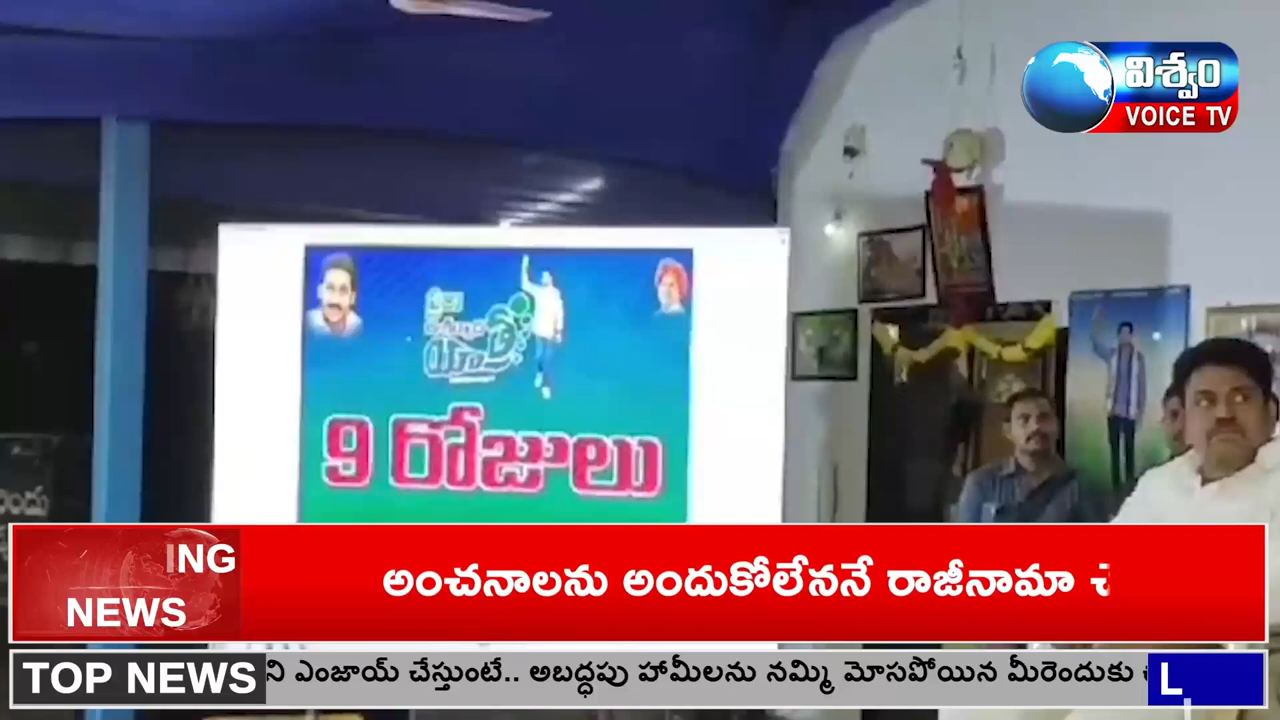 విశ్వం
VOICE TV
యాత్ర
9 రోజులు
ING
NEWS
అంచనాలను అందుకోలేననే రాజీనామా
TOP NEWS
ని ఎంజాయ్ చేస్తుంటే.. అబద్ధపు హామీలను నమ్మి మోసపోయిన మీరెందుకు
L